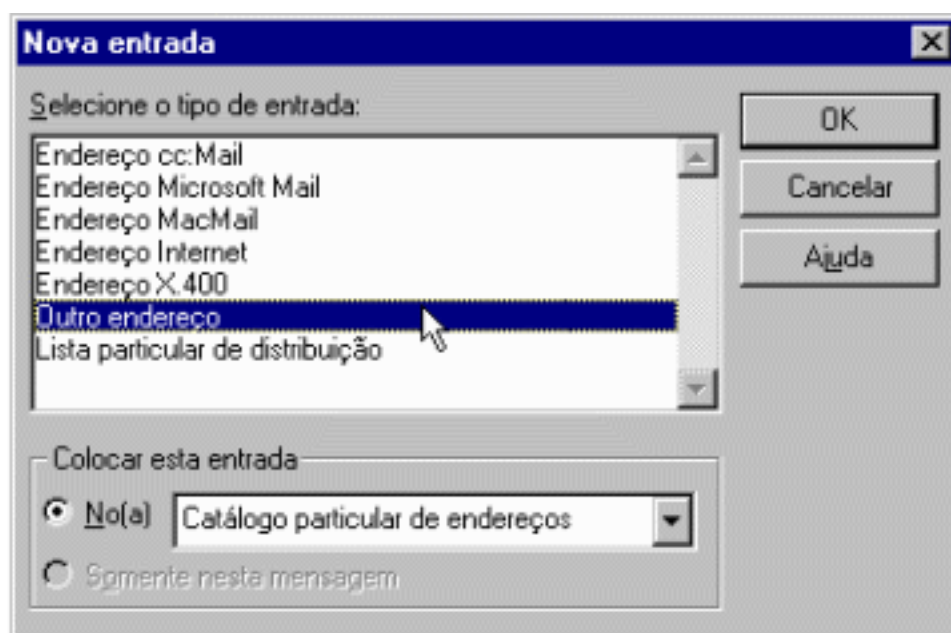 Nova entrada
Selecione o tipo de entrada:
Endereço cc:Mail
Endereço Microsoft Mail
Endereço MacMail
Endereço Internet
Endereço X.400
Outro endereço
Lista particular de distribuição
OK
Cancelar
Ajuda
Colocar esta entrada
No(a) Catálogo particular de endereços
Somente nesta mensagem